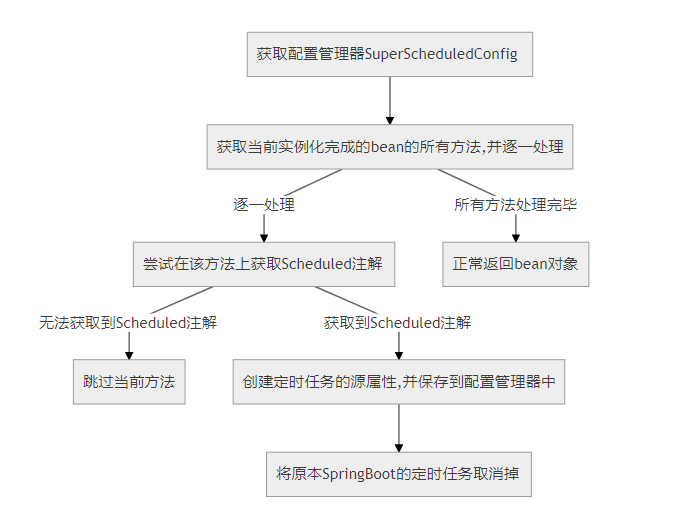 获取配置管理器SuperScheduledConfig
获取当前实例化完成的bean的所有方法,并逐一处理
逐一处理
所有方法处理完毕
尝试在该方法上获取Scheduled注解
正常返回bean对象
无法获取到Scheduled注解
获取到Scheduled注解
跳过当前方法
创建定时任务的源属性,并保存到配置管理器中
将原本SpringBoot的定时任务取消掉